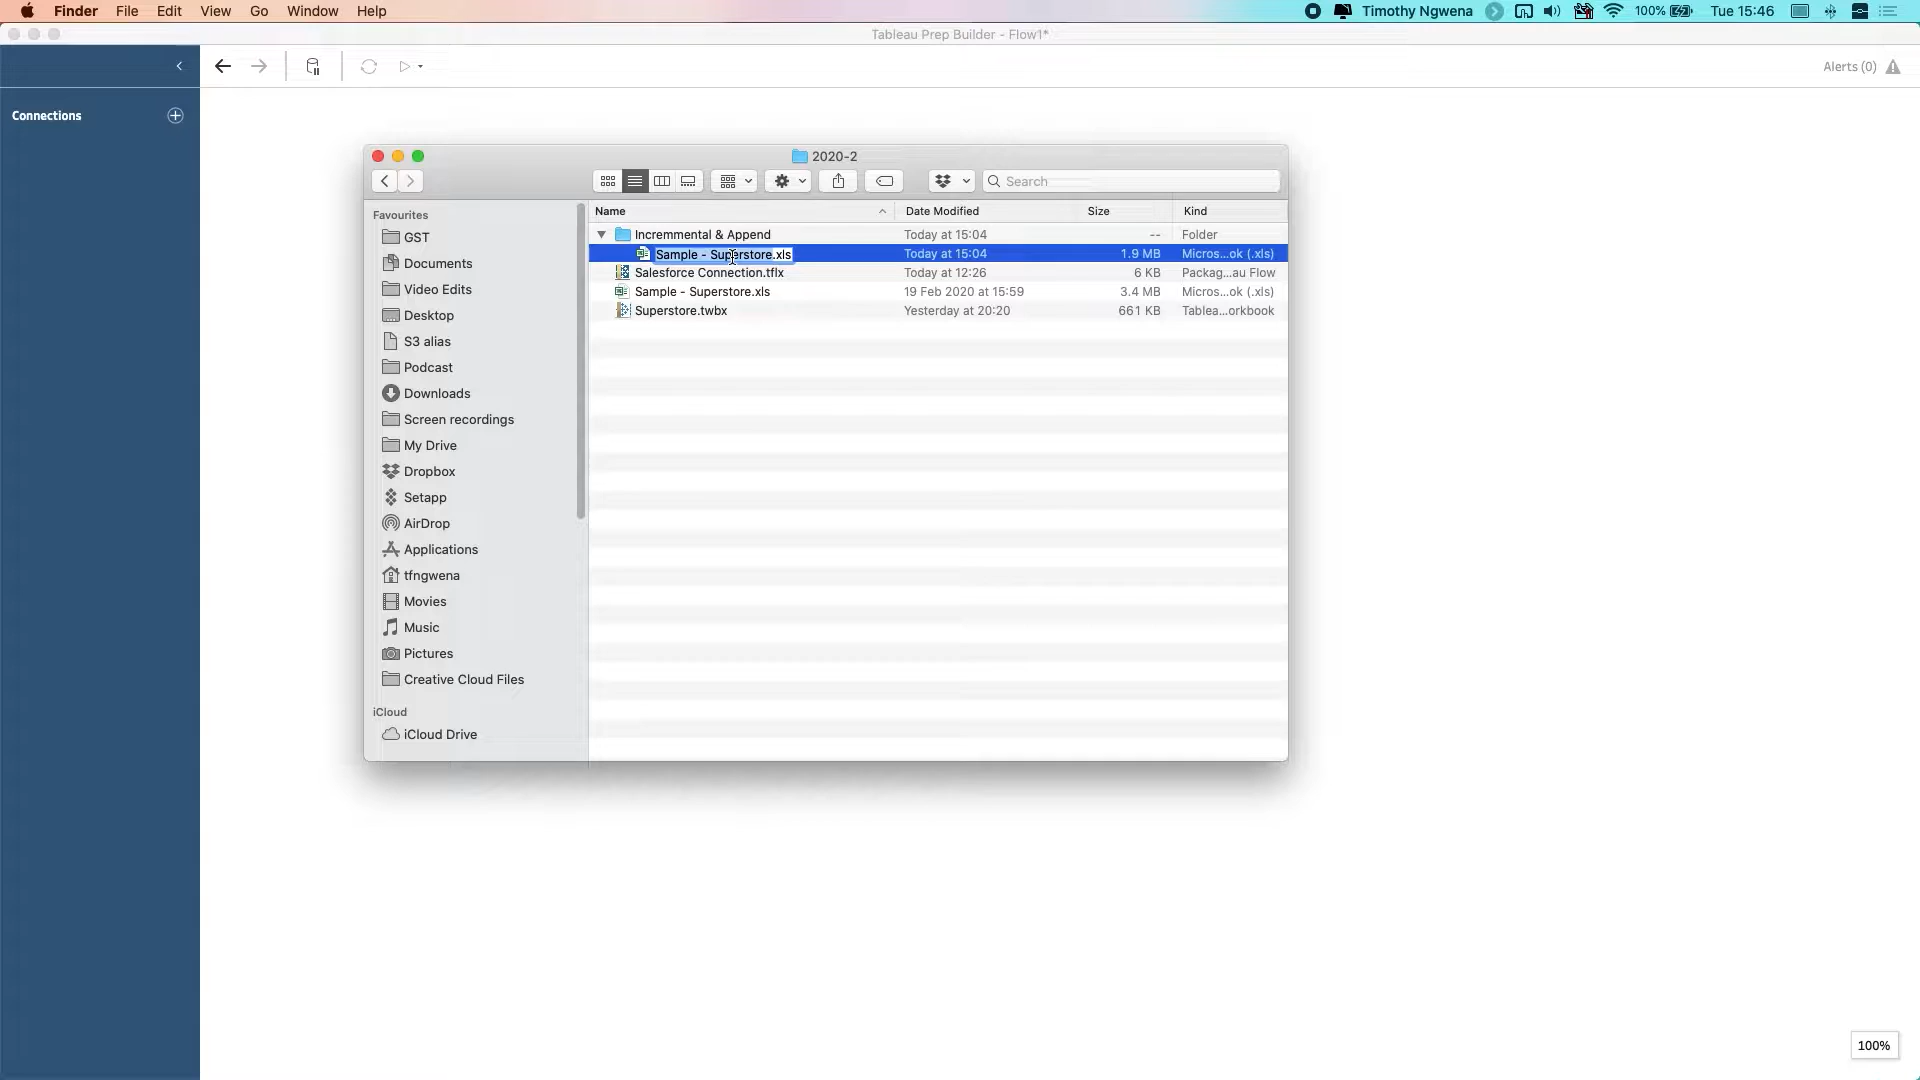 Finder File Edit View Go Window Help Timothy Ngwena 100% Tue 15:46
Tableau Prep Builder - Flow1*
Alerts (0)
Connections
2020-2
Search
Favourites
GST
Documents
Video Edits
Desktop
S3 alias
Podcast
Downloads
Screen recordings
My Drive
Dropbox
Setapp
AirDrop
Applications
tfngwena
Movies
Music
Pictures
Creative Cloud Files
iCloud
iCloud Drive
Name Date Modified Size Kind
Incremmental & Append Today at 15:04 -- Folder
Sample - Superstore.xls Today at 15:04 1.9 MB Micros...ok (.xls)
Salesforce Connection.tflx Today at 12:26 6 KB Packag...au Flow
Sample - Superstore.xls 19 Feb 2020 at 15:59 3.4 MB Micros...ok (.xls)
Superstore.twbx Yesterday at 20:20 661 KB Tablea...orkbook
100%